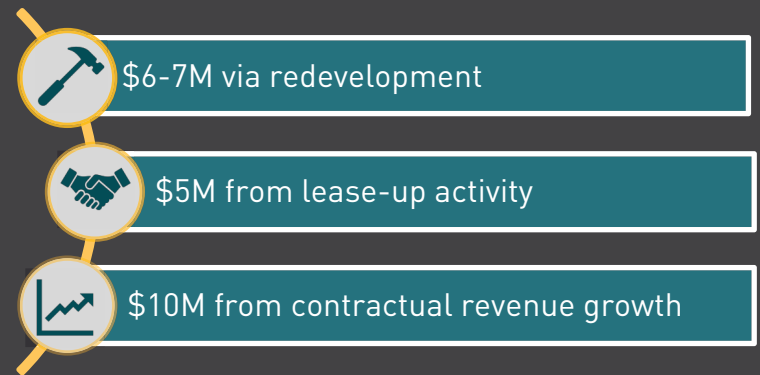 $6-7M via redevelopment
$5M from lease-up activity
$10M from contractual revenue growth